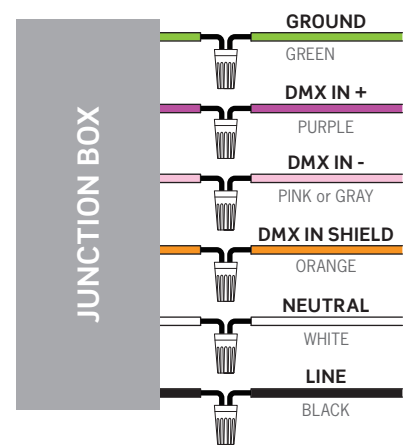 JUNCTION BOX
GROUND
GREEN
DMX IN +
PURPLE
DMX IN -
PINK or GRAY
DMX IN SHIELD
ORANGE
NEUTRAL
WHITE
LINE
BLACK